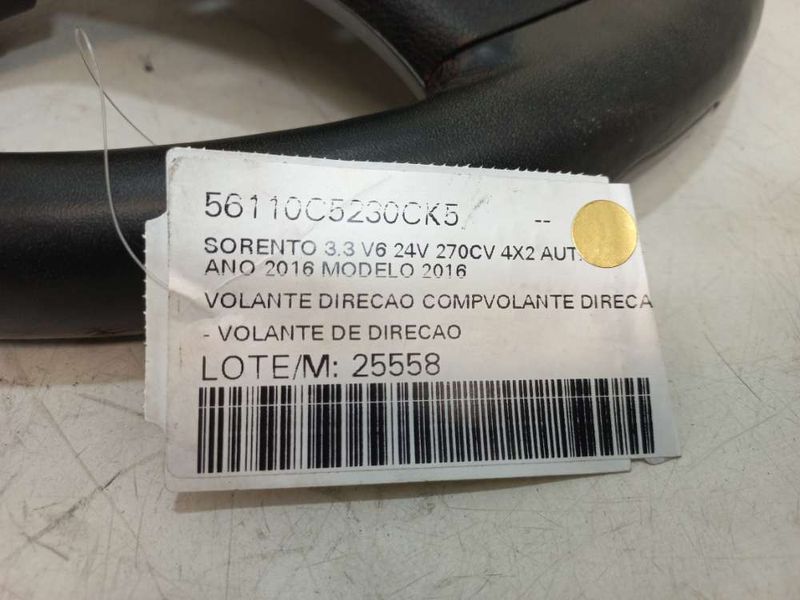 56110C5230CK5 --
SORENTO 3.3 V6 24V 270CV 4X2 AUT.
ANO 2016 MODELO 2016
VOLANTE DIRECAO COMPVOLANTE DIRECA
- VOLANTE DE DIRECAO
LOTE/M: 25558